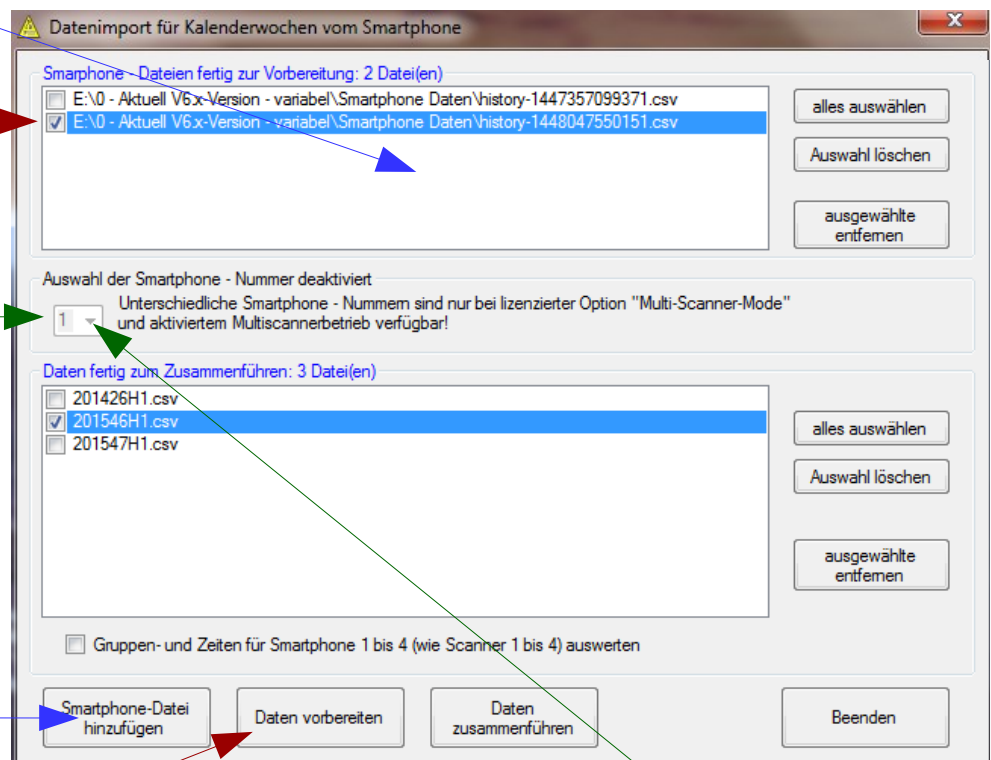 Datenimport für Kalenderwochen vom Smartphone
x
Smarphone - Dateien fertig zur Vorbereitung: 2 Datei(en)
E:\0 - Aktuell V6.x-Version - variabel\Smartphone Daten\history-1447357099371.csv
E:\0 - Aktuell V6.x-Version - variabel\Smartphone Daten\history-1448047550151.csv
alles auswählen
Auswahl löschen
ausgewählte
entfernen
Auswahl der Smartphone - Nummer deaktiviert
1
Unterschiedliche Smartphone - Nummern sind nur bei lizenzierter Option "Multi-Scanner-Mode"
und aktiviertem Multiscannerbetrieb verfügbar!
Daten fertig zum Zusammenführen: 3 Datei(en)
201426H1.csv
201546H1.csv
201547H1.csv
alles auswählen
Auswahl löschen
ausgewählte
entfernen
Gruppen- und Zeiten für Smartphone 1 bis 4 (wie Scanner 1 bis 4) auswerten
Smartphone-Datei
hinzufügen
Daten vorbereiten
Daten
zusammenführen
Beenden